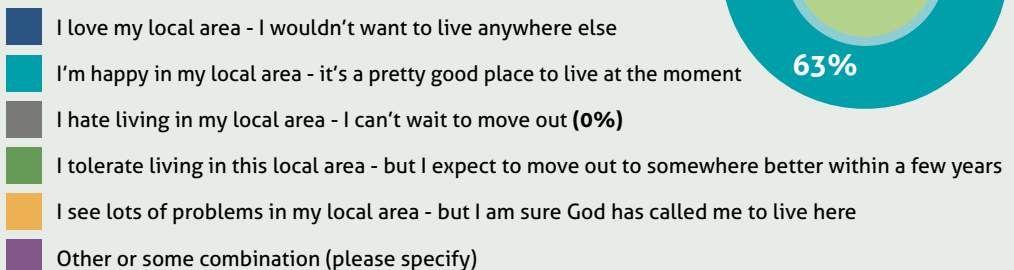 I love my local area - I wouldn't want to live anywhere else
I'm happy in my local area - it's a pretty good place to live at the moment
63%
I hate living in my local area - I can't wait to move out (0%)
I tolerate living in this local area - but I expect to move out to somewhere better within a few years
I see lots of problems in my local area - but I am sure God has called me to live here
Other or some combination (please specify)